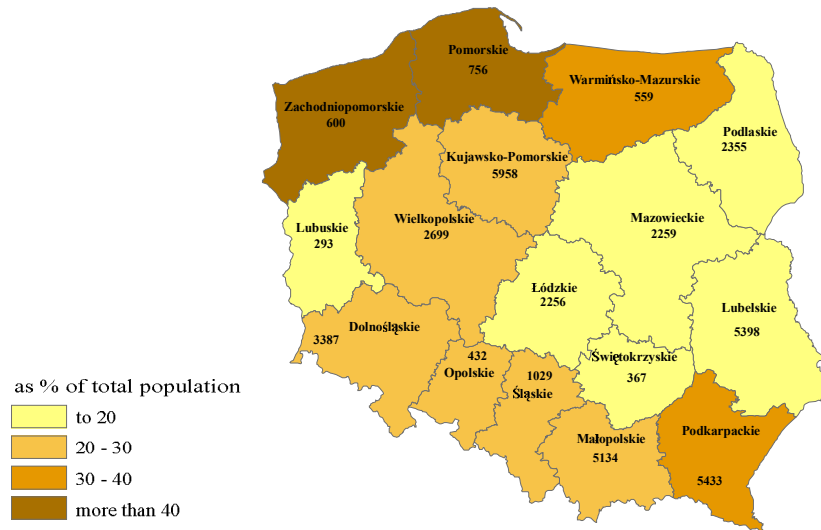 Pomorskie
756
Warmińsko-Mazurskie
559
Zachodniopomorskie
600
Podlaskie
2355
Kujawsko-Pomorskie
5958
Wielkopolskie
2699
Mazowieckie
2259
Lubuskie
293
Łódzkie
2256
Lubelskie
5398
Dolnośląskie
3387
432
Opolskie
1029
Śląskie
Świętokrzyskie
367
Małopolskie
5134
Podkarpackie
5433
as % of total population
to 20
20 - 30
30 - 40
more than 40